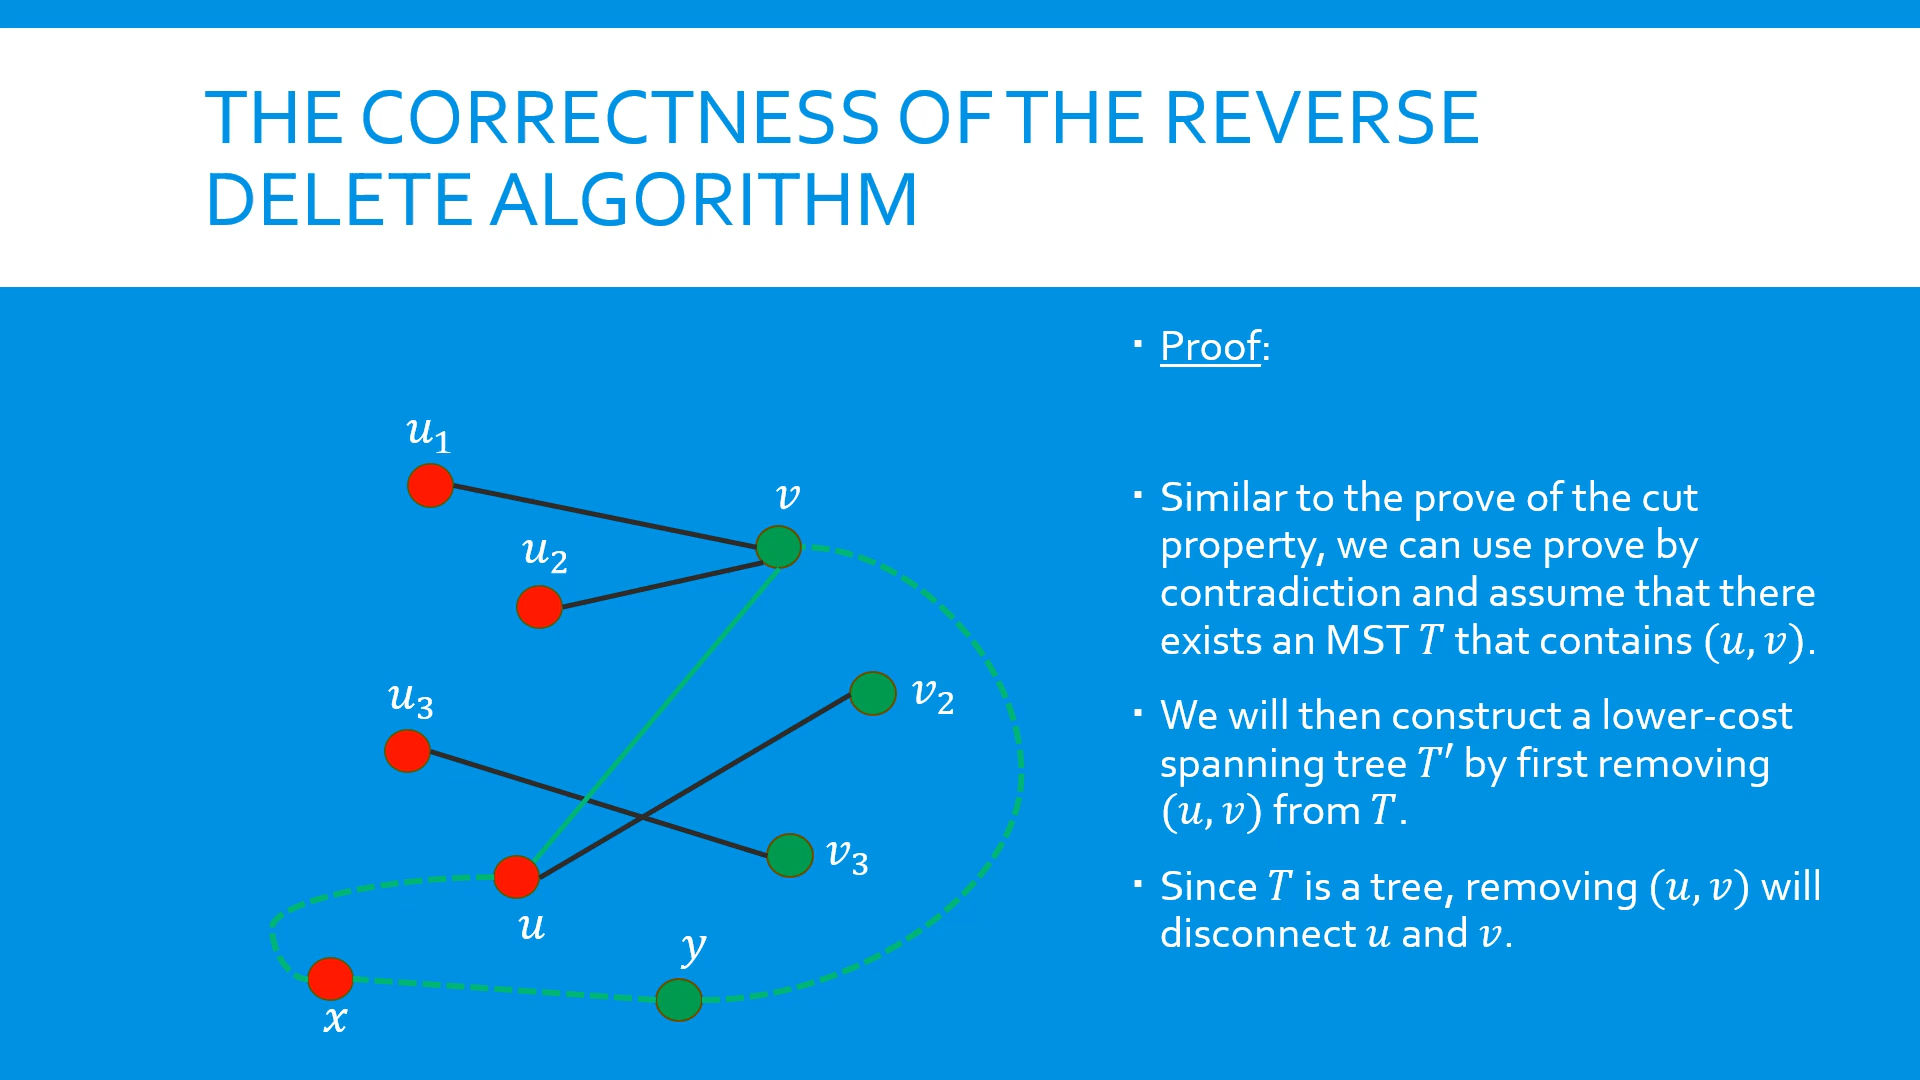 THE CORRECTNESS OF THE REVERSE
DELETE ALGORITHM
▪ Proof:
▪ Similar to the prove of the cut
property, we can use prove by
contradiction and assume that there
exists an MST T that contains (u, v).
▪ We will then construct a lower-cost
spanning tree T′ by first removing
(u, v) from T.
▪ Since T is a tree, removing (u, v) will
disconnect u and v.
u₁
v
u₂
u₃
v₂
v₃
u
y
x